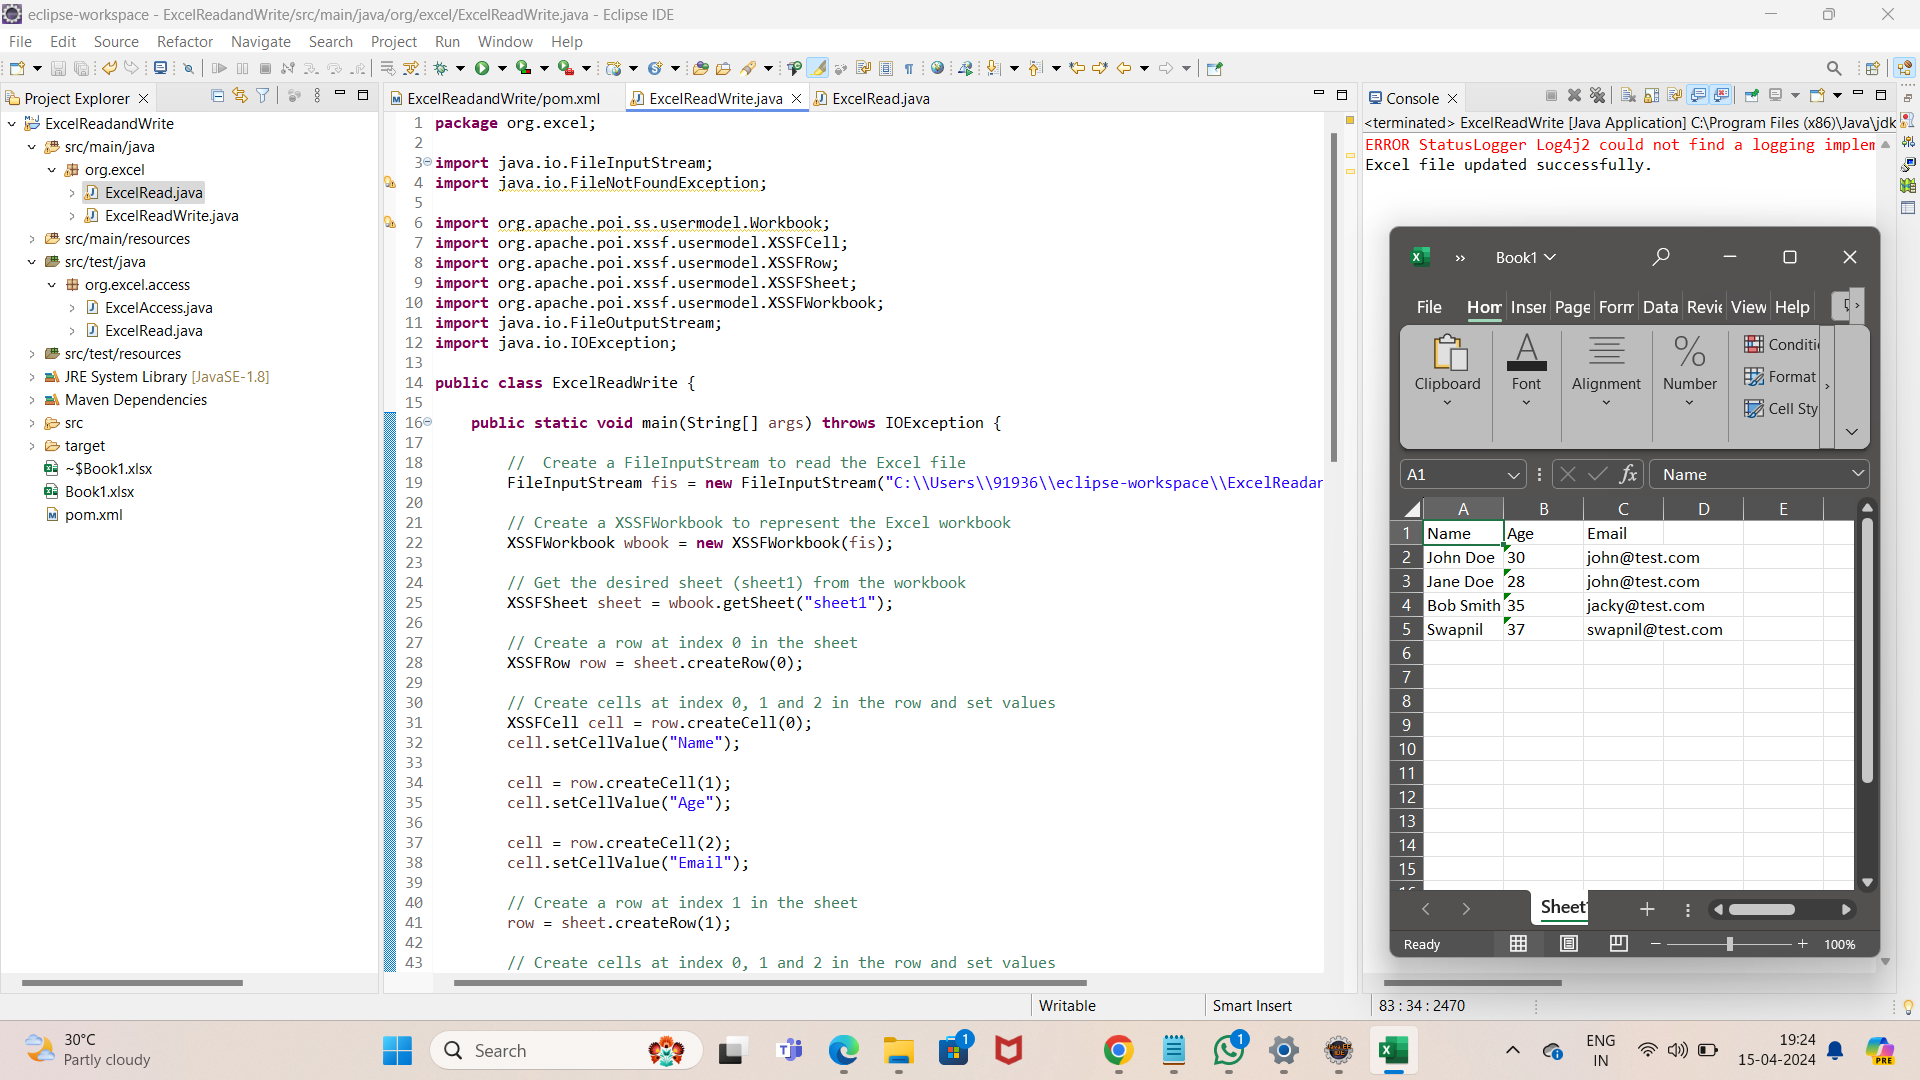 eclipse-workspace - ExcelReadandWrite/src/main/java/org/excel/ExcelReadWrite.java - Eclipse IDE
File Edit Source Refactor Navigate Search Project Run Window Help
Project Explorer
ExcelReadandWrite
src/main/java
org.excel
ExcelRead.java
ExcelReadWrite.java
src/main/resources
src/test/java
org.excel.access
ExcelAccess.java
ExcelRead.java
src/test/resources
JRE System Library [JavaSE-1.8]
Maven Dependencies
src
target
~$Book1.xlsx
Book1.xlsx
pom.xml
ExcelReadandWrite/pom.xml ExcelReadWrite.java ExcelRead.java
1 package org.excel;
2
3 import java.io.FileInputStream;
4 import java.io.FileNotFoundException;
5
6 import org.apache.poi.ss.usermodel.Workbook;
7 import org.apache.poi.xssf.usermodel.XSSFCell;
8 import org.apache.poi.xssf.usermodel.XSSFRow;
9 import org.apache.poi.xssf.usermodel.XSSFSheet;
10 import org.apache.poi.xssf.usermodel.XSSFWorkbook;
11 import java.io.FileOutputStream;
12 import java.io.IOException;
13
14 public class ExcelReadWrite {
15
16 public static void main(String[] args) throws IOException {
17
18 // Create a FileInputStream to read the Excel file
19 FileInputStream fis = new FileInputStream("C:\\Users\\91936\\eclipse-workspace\\ExcelReadar
20
21 // Create a XSSFWorkbook to represent the Excel workbook
22 XSSFWorkbook wbook = new XSSFWorkbook(fis);
23
24 // Get the desired sheet (sheet1) from the workbook
25 XSSFSheet sheet = wbook.getSheet("sheet1");
26
27 // Create a row at index 0 in the sheet
28 XSSFRow row = sheet.createRow(0);
29
30 // Create cells at index 0, 1 and 2 in the row and set values
31 XSSFCell cell = row.createCell(0);
32 cell.setCellValue("Name");
33
34 cell = row.createCell(1);
35 cell.setCellValue("Age");
36
37 cell = row.createCell(2);
38 cell.setCellValue("Email");
39
40 // Create a row at index 1 in the sheet
41 row = sheet.createRow(1);
42
43 // Create cells at index 0, 1 and 2 in the row and set values
Console
<terminated> ExcelReadWrite [Java Application] C:\Program Files (x86)\Java\jdk
ERROR StatusLogger Log4j2 could not find a logging implem
Excel file updated successfully.
Book1
File Hom Inser Page Form Data Revie View Help
Clipboard Font Alignment Number
Conditi
Format
Cell Sty
A1 fx Name
A B C D E
1 Name Age Email
2 John Doe 30 john@test.com
3 Jane Doe 28 john@test.com
4 Bob Smith 35 jacky@test.com
5 Swapnil 37 swapnil@test.com
6
7
8
9
10
11
12
13
14
15
Sheet1
Ready 100%
Writable Smart Insert 83 : 34 : 2470
30°C
Partly cloudy
Search
1
1
ENG
IN
19:24
15-04-2024
PRE